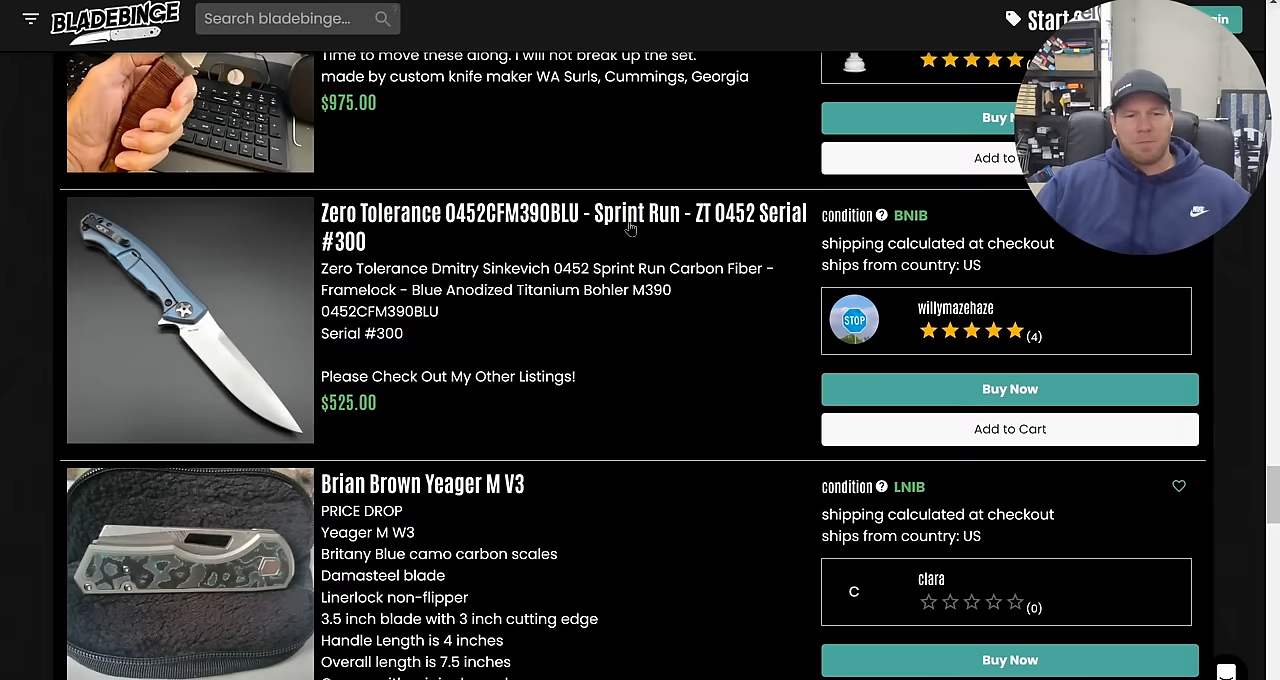 BLADEBINGE
Search bladebinge...
Start
Time to move these along. I will not break up the set.
made by custom knife maker WA Surls, Cummings, Georgia
$975.00
Buy
Add to
Zero Tolerance 0452CFM390BLU - Sprint Run - ZT 0452 Serial
#300
Zero Tolerance Dmitry Sinkevich 0452 Sprint Run Carbon Fiber -
Framelock - Blue Anodized Titanium Bohler M390
0452CFM390BLU
Serial #300
Please Check Out My Other Listings!
$525.00
condition ? BNIB
shipping calculated at checkout
ships from country: US
STOP
willymazehaze
(4)
Buy Now
Add to Cart
Brian Brown Yeager M V3
PRICE DROP
Yeager M W3
Britany Blue camo carbon scales
Damasteel blade
Linerlock non-flipper
3.5 inch blade with 3 inch cutting edge
Handle Length is 4 inches
Overall length is 7.5 inches
condition ? LNIB
shipping calculated at checkout
ships from country: US
C
clara
(0)
Buy Now